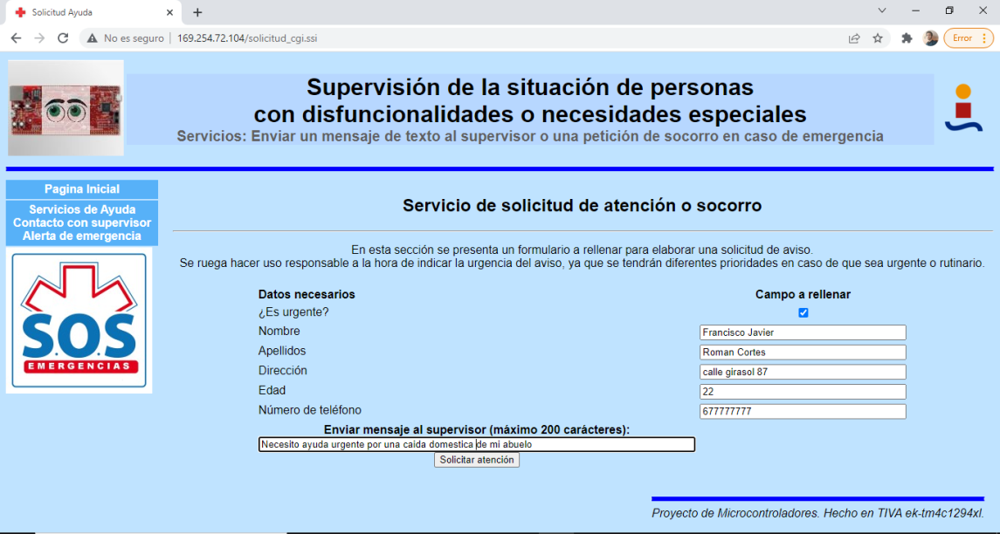 Solicitud Ayuda
No es seguro | 169.254.72.104/solicitud_cgi.ssi
Error
Supervisión de la situación de personas
con disfuncionalidades o necesidades especiales
Servicios: Enviar un mensaje de texto al supervisor o una petición de socorro en caso de emergencia
Pagina Inicial
Servicios de Ayuda
Contacto con supervisor
Alerta de emergencia
S.O.S
EMERGENCIAS
Servicio de solicitud de atención o socorro
En esta sección se presenta un formulario a rellenar para elaborar una solicitud de aviso.
Se ruega hacer uso responsable a la hora de indicar la urgencia del aviso, ya que se tendrán diferentes prioridades en caso de que sea urgente o rutinario.
Datos necesarios Campo a rellenar
¿Es urgente?
Nombre Francisco Javier
Apellidos Roman Cortes
Dirección calle girasol 87
Edad 22
Número de teléfono 677777777
Enviar mensaje al supervisor (máximo 200 carácteres):
Necesito ayuda urgente por una caida domestica de mi abuelo
Solicitar atención
Proyecto de Microcontroladores. Hecho en TIVA ek-tm4c1294xl.